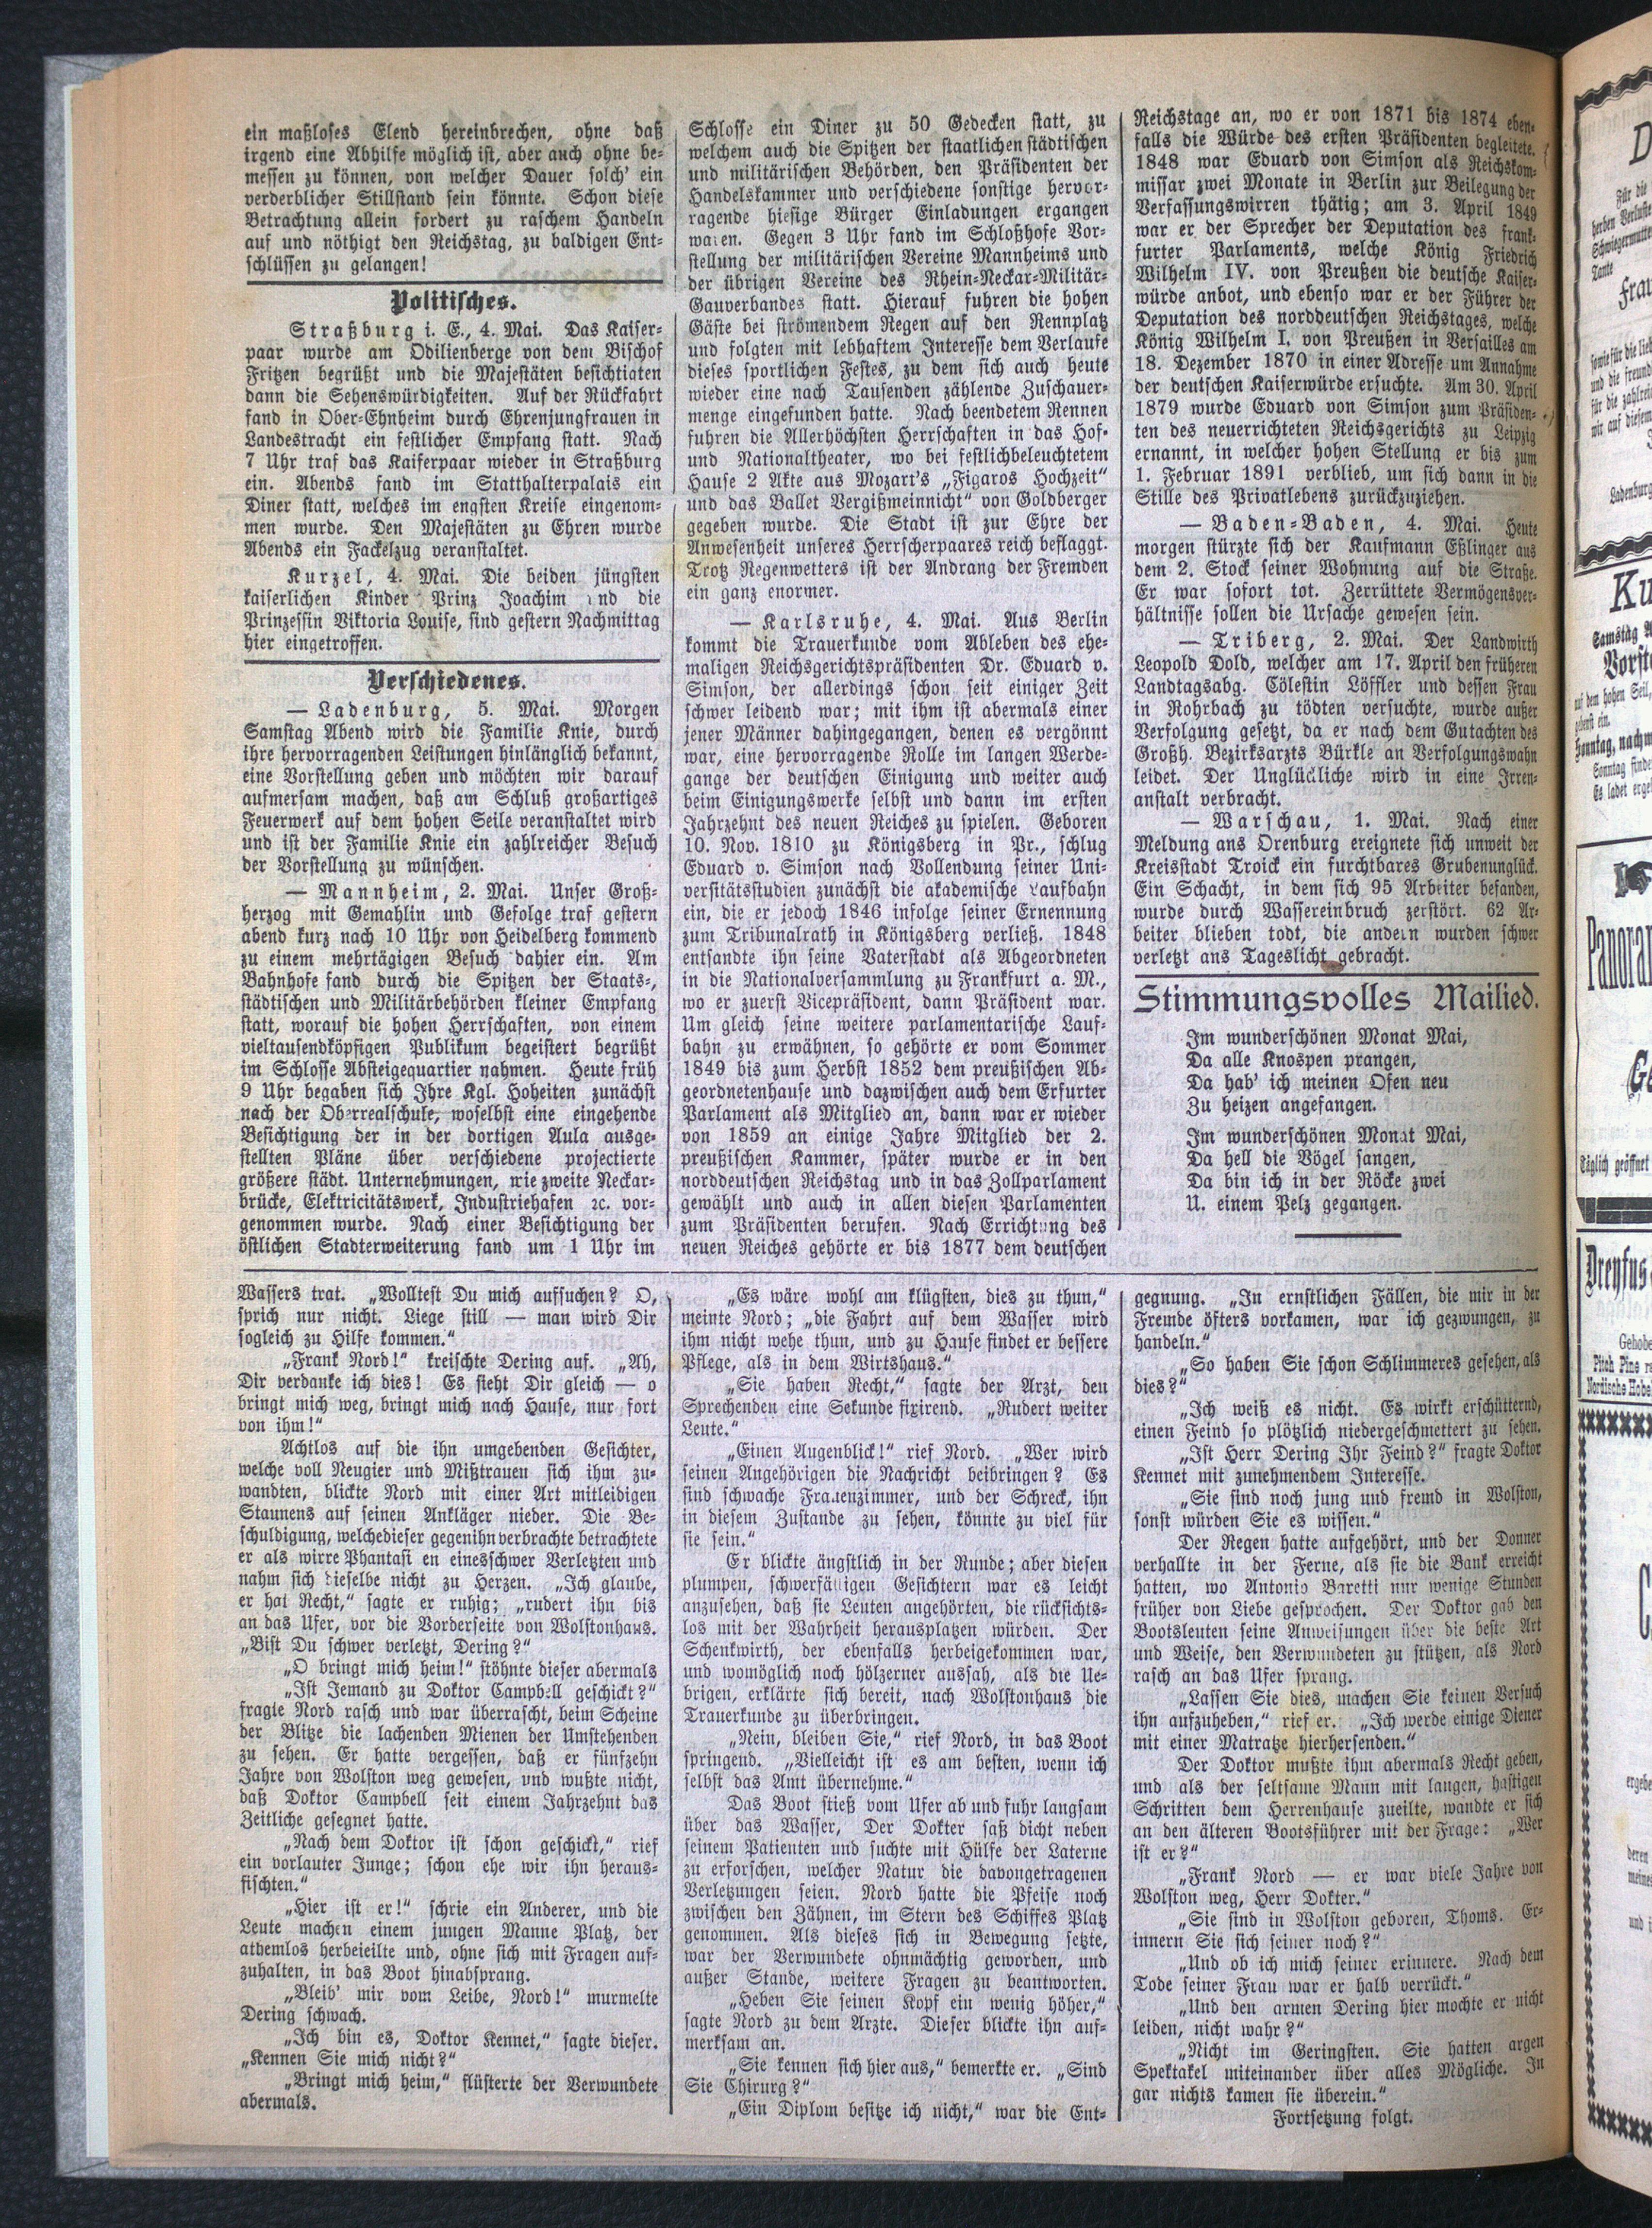 ein maßloses Elend hereinbrechen, ohne daß
irgend eine Abhilfe möglich ist, aber auch ohne be-
messen zu können, von welcher Dauer solch' ein
verderblicher Stillstand sein könnte. Schon diese
Betrachtung allein fordert zu raschem Handeln
auf und nöthigt den Reichstag, zu baldigen Ent-
schlüssen zu gelangen!
Politisches.
Straßburg i. E., 4. Mai. Das Kaiser-
paar wurde am Odilienberge von dem Bischof
Fritzen begrüßt und die Majestäten besichtigten
dann die Sehenswürdigkeiten. Auf der Rückfahrt
fand in Ober-Ehnheim durch Ehrenjungfrauen in
Landestracht ein festlicher Empfang statt. Nach
7 Uhr traf das Kaiserpaar wieder in Straßburg
ein. Abends fand im Statthalterpalais ein
Diner statt, welches im engsten Kreise eingenom-
men wurde. Den Majestäten zu Ehren wurde
Abends ein Fackelzug veranstaltet.
Kurzel, 4. Mai. Die beiden jüngsten
kaiserlichen Kinder Prinz Joachim und die
Prinzessin Viktoria Louise, sind gestern Nachmittag
hier eingetroffen.
Verschiedenes.
— Ladenburg, 5. Mai. Morgen
Samstag Abend wird die Familie Knie, durch
ihre hervorragenden Leistungen hinlänglich bekannt,
eine Vorstellung geben und möchten wir darauf
aufmersam machen, daß am Schluß großartiges
Feuerwerk auf dem hohen Seile veranstaltet wird
und ist der Familie Knie ein zahlreicher Besuch
der Vorstellung zu wünschen.
— Mannheim, 2. Mai. Unser Groß-
herzog mit Gemahlin und Gefolge traf gestern
abend kurz nach 10 Uhr von Heidelberg kommend
zu einem mehrtägigen Besuch dahier ein. Am
Bahnhofe fand durch die Spitzen der Staats-,
städtischen und Militärbehörden kleiner Empfang
statt, worauf die hohen Herrschaften, von einem
vieltausendköpfigen Publikum begeistert begrüßt
im Schlosse Absteigequartier nahmen. Heute früh
9 Uhr begaben sich Ihre Kgl. Hoheiten zunächst
nach der Oberrealschule, woselbst eine eingehende
Besichtigung der in der dortigen Aula ausge-
stellten Pläne über verschiedene projectierte
größere städt. Unternehmungen, wie zweite Neckar-
brücke, Elektricitätswerk, Industriehafen ꝛc. vor-
genommen wurde. Nach einer Besichtigung der
östlichen Stadterweiterung fand um 1 Uhr im
Schlosse ein Diner zu 50 Gedecken statt, zu
welchem auch die Spitzen der staatlichen städtischen
und militärischen Behörden, den Präsidenten der
Handelskammer und verschiedene sonstige hervor-
ragende hiesige Bürger Einladungen ergangen
waren. Gegen 3 Uhr fand im Schloßhofe Vor-
stellung der militärischen Vereine Mannheims und
der übrigen Vereine des Rhein-Neckar-Militär-
Gauverbandes statt. Hierauf fuhren die hohen
Gäste bei strömendem Regen auf den Rennplatz
und folgten mit lebhaftem Interesse dem Verlaufe
dieses sportlichen Festes, zu dem sich auch heute
wieder eine nach Tausenden zählende Zuschauer-
menge eingefunden hatte. Nach beendetem Rennen
fuhren die Allerhöchsten Herrschaften in das Hof-
und Nationaltheater, wo bei festlichbeleuchtetem
Hause 2 Akte aus Mozart's „Figaros Hochzeit“
und das Ballet Vergißmeinnicht“ von Goldberger
gegeben wurde. Die Stadt ist zur Ehre der
Anwesenheit unseres Herrscherpaares reich beflaggt.
Trotz Regenwetters ist der Andrang der Fremden
ein ganz enormer.
— Karlsruhe, 4. Mai. Aus Berlin
kommt die Trauerkunde vom Ableben des ehe-
maligen Reichsgerichtspräsidenten Dr. Eduard v.
Simson, der allerdings schon seit einiger Zeit
schwer leidend war; mit ihm ist abermals einer
jener Männer dahingegangen, denen es vergönnt
war, eine hervorragende Rolle im langen Werde-
gange der deutschen Einigung und weiter auch
beim Einigungswerke selbst und dann im ersten
Jahrzehnt des neuen Reiches zu spielen. Geboren
10. Nov. 1810 zu Königsberg in Pr., schlug
Eduard v. Simson nach Vollendung seiner Uni-
versitätsstudien zunächst die akademische Laufbahn
ein, die er jedoch 1846 infolge seiner Ernennung
zum Tribunalrath in Königsberg verließ. 1848
entsandte ihn seine Vaterstadt als Abgeordneten
in die Nationalversammlung zu Frankfurt a. M.,
wo er zuerst Vicepräsident, dann Präsident war.
Um gleich seine weitere parlamentarische Lauf-
bahn zu erwähnen, so gehörte er vom Sommer
1849 bis zum Herbst 1852 dem preußischen Ab-
geordnetenhause und dazwischen auch dem Erfurter
Parlament als Mitglied an, dann war er wieder
von 1859 an einige Jahre Mitglied der 2.
preußischen Kammer, später wurde er in den
norddeutschen Reichstag und in das Zollparlament
gewählt und auch in allen diesen Parlamenten
zum Präsidenten berufen. Nach Errichtung des
neuen Reiches gehörte er bis 1877 dem deutschen
Reichstage an, wo er von 1871 bis 1874 eben-
falls die Würde des ersten Präsidenten begleitete.
1848 war Eduard von Simson als Reichskom-
missar zwei Monate in Berlin zur Beilegung der
Verfassungswirren thätig; am 3. April 1849
war er der Sprecher der Deputation des frank-
furter Parlaments, welche König Friedrich
Wilhelm IV. von Preußen die deutsche Kaiser-
würde anbot, und ebenso war er der Führer der
Deputation des norddeutschen Reichstages, welche
König Wilhelm I. von Preußen in Versailles am
18. Dezember 1870 in einer Adresse um Annahme
der deutschen Kaiserwürde ersuchte. Am 30. April
1879 wurde Eduard von Simson zum Präsiden-
ten des neuerrichteten Reichsgerichts zu Leipzig
ernannt, in welcher hohen Stellung er bis zum
1. Februar 1891 verblieb, um sich dann in die
Stille des Privatlebens zurückzuziehen.
— Baden-Baden, 4. Mai. Heute
morgen stürzte sich der Kaufmann Eßlinger aus
dem 2. Stock seiner Wohnung auf die Straße.
Er war sofort tot. Zerrüttete Vermögensver-
hältnisse sollen die Ursache gewesen sein.
— Triberg, 2. Mai. Der Landwirth
Leopold Dold, welcher am 17. April den früheren
Landtagsabg. Cölestin Löffler und dessen Frau
in Rohrbach zu tödten versuchte, wurde außer
Verfolgung gesetzt, da er nach dem Gutachten des
Großh. Bezirksarzts Bürkle an Verfolgungswahn
leidet. Der Unglückliche wird in eine Irren-
anstalt verbracht.
— Warschau, 1. Mai. Nach einer
Meldung ans Orenburg ereignete sich unweit der
Kreisstadt Troick ein furchtbares Grubenunglück.
Ein Schacht, in dem sich 95 Arbeiter befanden,
wurde durch Wassereinbruch zerstört. 62 Ar-
beiter blieben todt, die andern wurden schwer
verletzt ans Tageslicht gebracht.
Stimmungsvolles Mailied.
Im wunderschönen Monat Mai,
Da alle Knospen prangen,
Da hab' ich meinen Ofen neu
Zu heizen angefangen.
Im wunderschönen Monat Mai,
Da hell die Vögel sangen,
Da bin ich in der Röcke zwei
U. einem Pelz gegangen.
Wassers trat. „Wolltest Du mich aufsuchen? O,
sprich nur nicht. Liege still — man wird Dir
sogleich zu Hilfe kommen.“
„Frank Nord!“ kreischte Dering auf. „Ah,
Dir verdanke ich dies! Es sieht Dir gleich — o
bringt mich weg, bringt mich nach Hause, nur fort
von ihm!“
Achtlos auf die ihn umgebenden Gesichter,
welche voll Neugier und Mißtrauen sich ihm zu-
wandten, blickte Nord mit einer Art mitleidigen
Staunens auf seinen Ankläger nieder. Die Be-
schuldigung, welchedieser gegenihn verbrachte betrachtete
er als wirre Phantasi en einesschwer Verletzten und
nahm sich dieselbe nicht zu Herzen. „Ich glaube,
er hat Recht,“ sagte er ruhig; „rudert ihn bis
an das Ufer, vor die Vorderseite von Wolstonhaus.
„Bist Du schwer verletzt, Dering?“
„O bringt mich heim!“ stöhnte dieser abermals
„Ist Jemand zu Doktor Campbell geschickt?“
fragte Nord rasch und war überrascht, beim Scheine
der Blitze die lachenden Mienen der Umstehenden
zu sehen. Er hatte vergessen, daß er fünfzehn
Jahre von Wolston weg gewesen, und wußte nicht,
daß Doktor Campbell seit einem Jahrzehnt das
Zeitliche gesegnet hatte.
„Nach dem Doktor ist schon geschickt,“ rief
ein vorlauter Junge; schon ehe wir ihn heraus-
fischten.“
„Hier ist er!“ schrie ein Anderer, und die
Leute machen einem jungen Manne Platz, der
athemlos herbeieilte und, ohne sich mit Fragen auf-
zuhalten, in das Boot hinabsprang.
„Bleib' mir vom Leibe, Nord!“ murmelte
Dering schwach.
„Ich bin es, Doktor Kennet,“ sagte dieser.
„Kennen Sie mich nicht?“
„Bringt mich heim,“ flüsterte der Verwundete
abermals.
„Es wäre wohl am klügsten, dies zu thun,“
meinte Nord; „die Fahrt auf dem Wasser wird
ihm nicht wehe thun, und zu Hause findet er bessere
Pflege, als in dem Wirtshaus.“
„Sie haben Recht,“ sagte der Arzt, den
Sprechenden eine Sekunde fixirend. „Rudert weiter
Leute.“
„Einen Augenblick!“ rief Nord. „Wer wird
seinen Angehörigen die Nachricht beibringen? Es
sind schwache Frauenzimmer, und der Schreck, ihn
in diesem Zustande zu sehen, könnte zu viel für
sie sein.“
Er blickte ängstlich in der Runde; aber diesen
plumpen, schwerfälligen Gesichtern war es leicht
anzusehen, daß sie Leuten angehörten, die rücksichts-
los mit der Wahrheit herausplatzen würden. Der
Schenkwirth, der ebenfalls herbeigekommen war,
und womöglich noch hölzerner aussah, als die Ue-
brigen, erklärte sich bereit, nach Wolstonhaus die
Trauerkunde zu überbringen.
„Nein, bleiben Sie,“ rief Nord, in das Boot
springend. „Vielleicht ist es am besten, wenn ich
selbst das Amt übernehme.“
Das Boot stieß vom Ufer ab und fuhr langsam
über das Wasser, Der Dokter saß dicht neben
seinem Patienten und suchte mit Hülfe der Laterne
zu erforschen, welcher Natur die davongetragenen
Verletzungen seien. Nord hatte die Pfeife noch
zwischen den Zähnen, im Stern des Schiffes Platz
genommen. Als dieses sich in Bewegung setzte,
war der Verwundete ohnmächtig geworden, und
außer Stande, weitere Fragen zu beantworten.
„Heben Sie seinen Kopf ein wenig höher,“
sagte Nord zu dem Arzte. Dieser blickte ihn auf-
merksam an.
„Sie kennen sich hier aus,“ bemerkte er. „Sind
Sie Chirurg?“
„Ein Diplom besitze ich nicht,“ war die Ent-
gegnung. „In ernstlichen Fällen, die mir in der
Fremde öfters vorkamen, war ich gezwungen, zu
handeln.“
„So haben Sie schon Schlimmeres gesehen, als
dies?“
„Ich weiß es nicht. Es wirkt erschütternd,
einen Feind so plötzlich niedergeschmettert zu sehen.
„Ist Herr Dering Ihr Feind?“ fragte Doktor
Kennet mit zunehmendem Interesse.
„Sie sind noch jung und fremd in Wolston,
sonst würden Sie es wissen.“
Der Regen hatte aufgehört, und der Donner
verhallte in der Ferne, als sie die Bank erreicht
hatten, wo Antonio Baretti nur wenige Stunden
früher von Liebe gesprochen. Der Doktor gab den
Bootsleuten seine Anweisungen über die beste Art
und Weise, den Verwundeten zu stützen, als Nord
rasch an das Ufer sprang.
„Lassen Sie dies, machen Sie keinen Versuch
ihn aufzuheben,“ rief er. „Ich werde einige Diener
mit einer Matratze hierhersenden.“
Der Doktor mußte ihm abermals Recht geben,
und als der seltsame Mann mit langen, hastigen
Schritten dem Herrenhause zueilte, wandte er sich
an den älteren Bootsführer mit der Frage: „Wer
ist er?“
„Frank Nord — er war viele Jahre von
Wolston weg, Herr Dokter.“
„Sie sind in Wolston geboren, Thoms. Er-
innern Sie sich seiner noch?“
„Und ob ich mich seiner erinnere. Nach dem
Tode seiner Frau war er halb verrückt.“
„Und den armen Dering hier mochte er nicht
leiden, nicht wahr?“
„Nicht im Geringsten. Sie hatten argen
Spektakel miteinander über alles Mögliche. In
gar nichts kamen sie überein.“
Fortsetzung folgt.
D
Für die
herben Verluste
Schwiegermutter
Tante
Frau
und die freund
für die zahlrei
wir auf diesem
Ladenburg
Ku
Samstag
Vorst
auf dem hohen Seil,
Sonntag, nachm
Sonntag finde
Es ladet erge
Panoram
Ge
Täglich geöffnet
Dreyfus
Gehobe
Pitch Pine
Nordische Hobel
ergebe
deren
meine
und